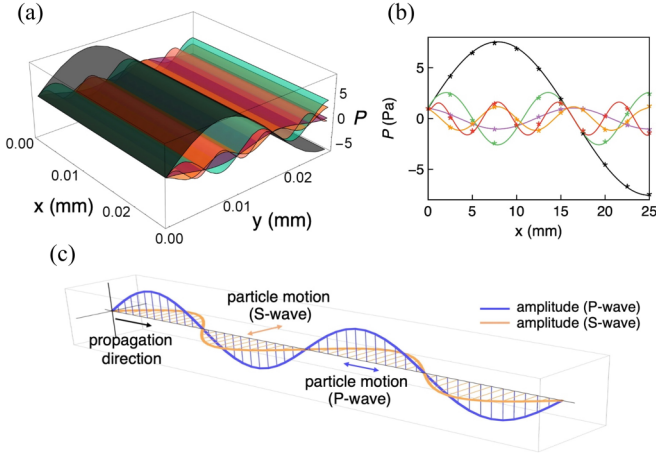 (a)
(b)
5
0
-5
P
0.00
0.01
0.02
x (mm)
0.00
0.01
0.02
y (mm)
5
0
-5
P (Pa)
0 5 10 15 20 25
x (mm)
(c)
particle motion
(S-wave)
amplitude (P-wave)
amplitude (S-wave)
propagation
direction
particle motion
(P-wave)